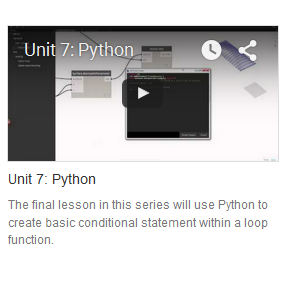 Unit 7: Python
Unit 7: Python
The final lesson in this series will use Python to
create basic conditional statement within a loop
function.